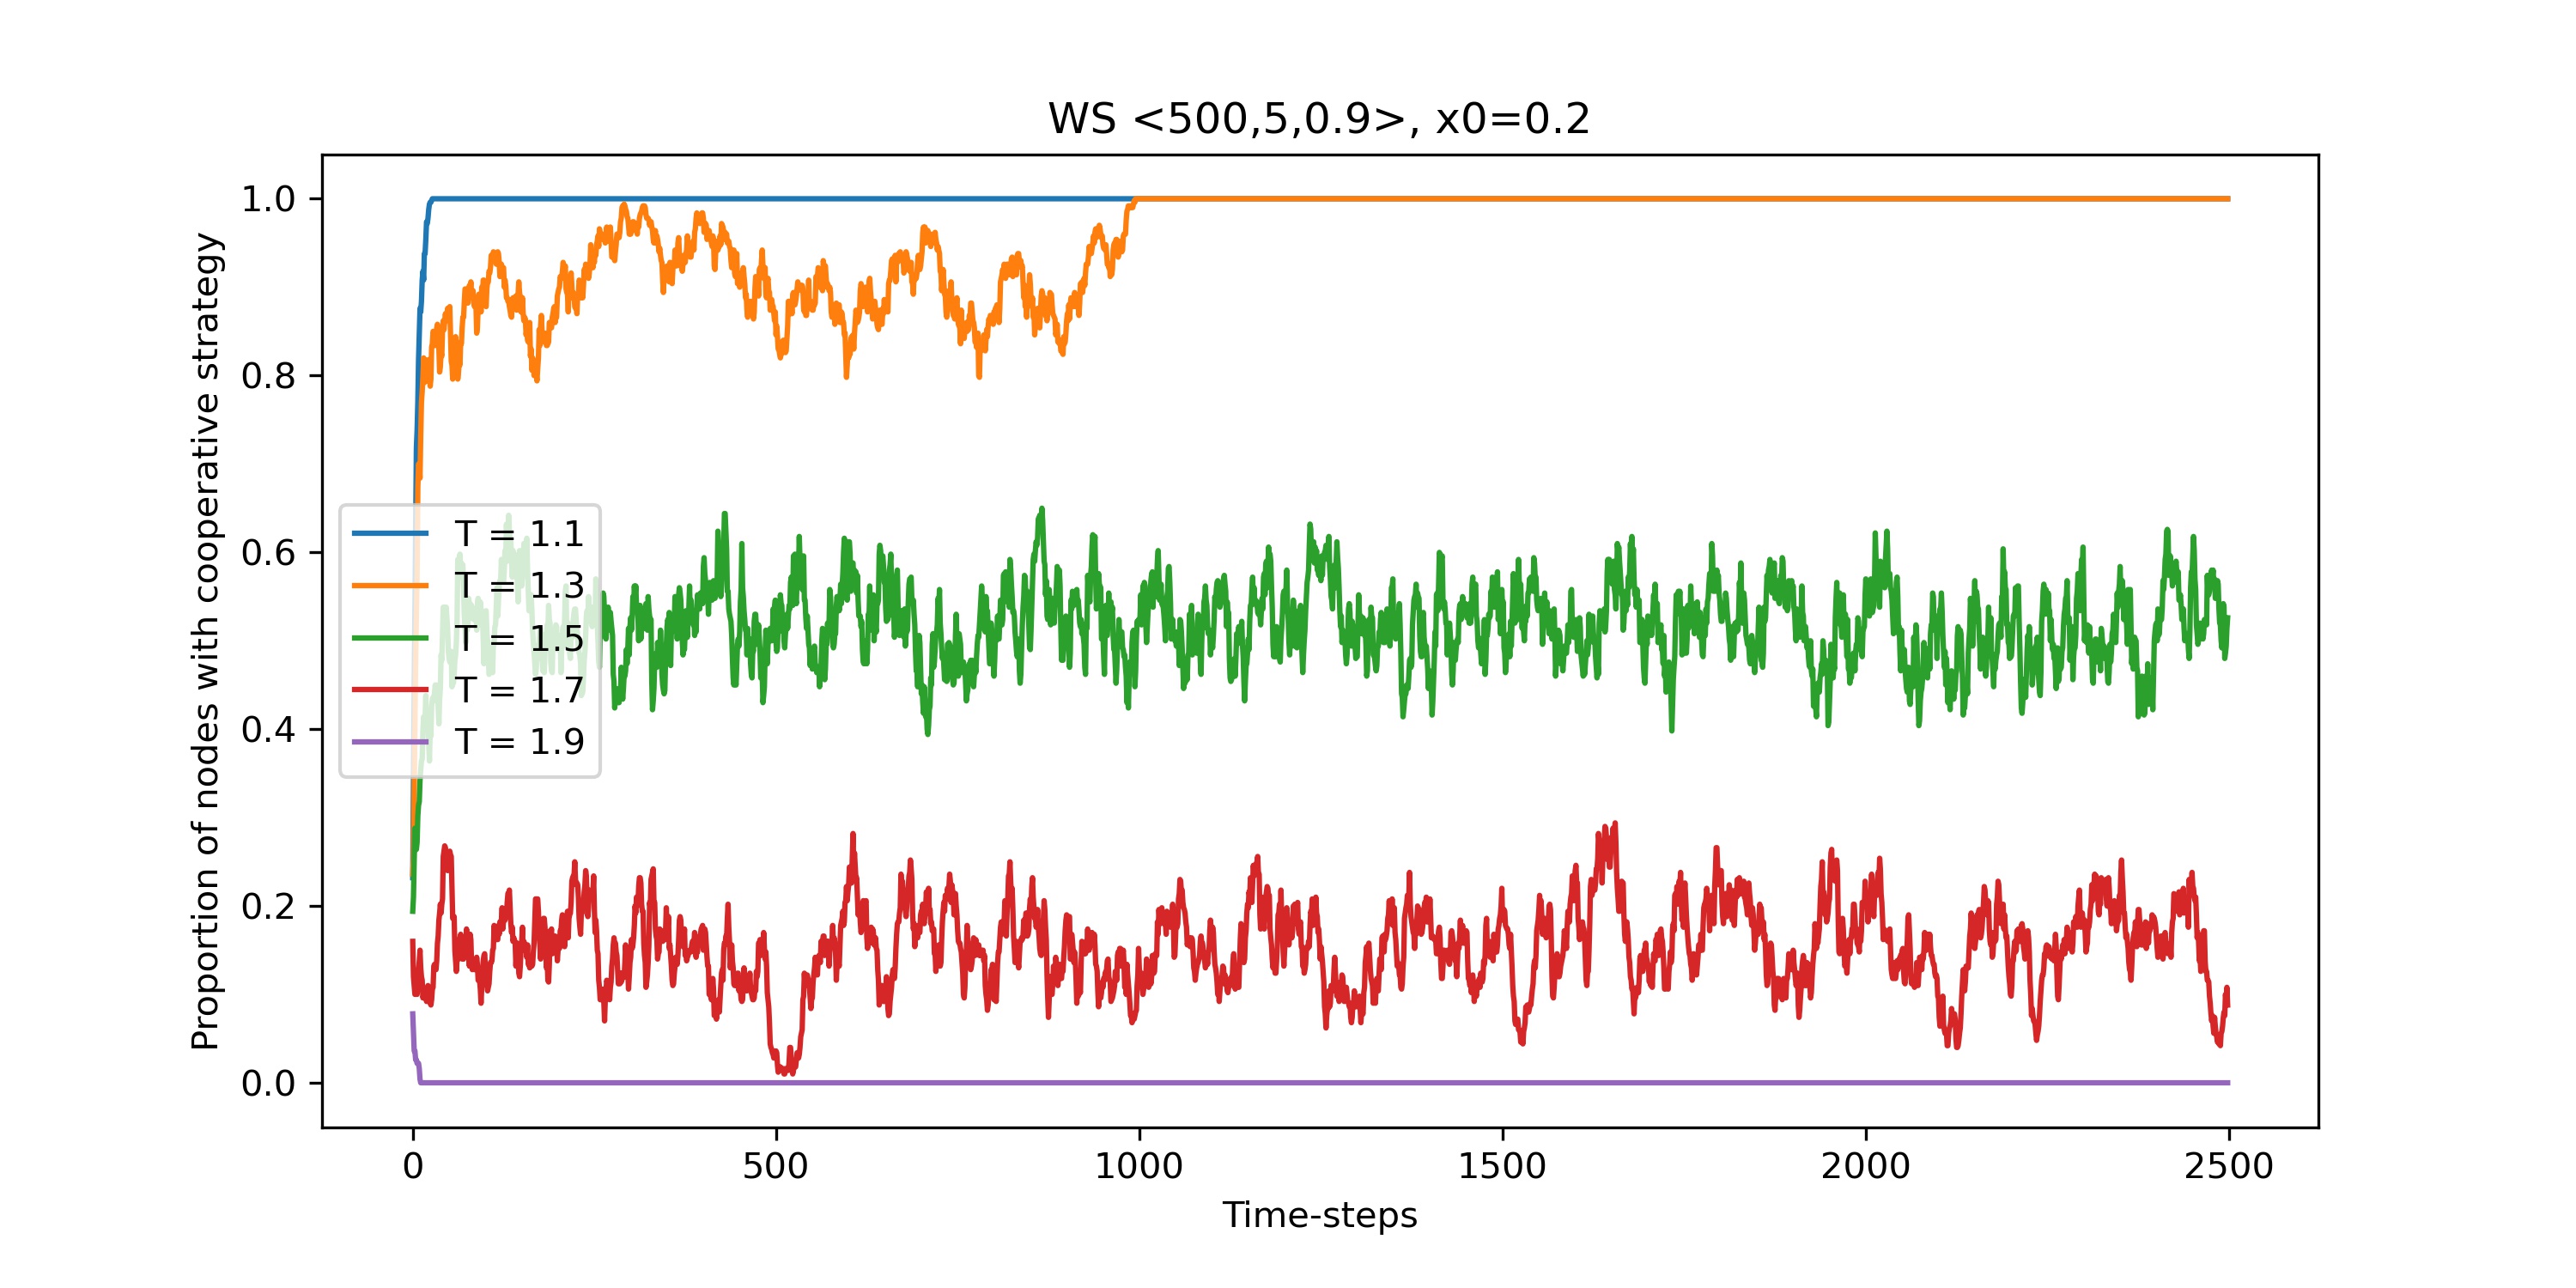 WS <500,5,0.9>, x0=0.2
Proportion of nodes with cooperative strategy
1.0
0.8
0.6
0.4
0.2
0.0
T = 1.1
T = 1.3
T = 1.5
T = 1.7
T = 1.9
0 500 1000 1500 2000 2500
Time-steps